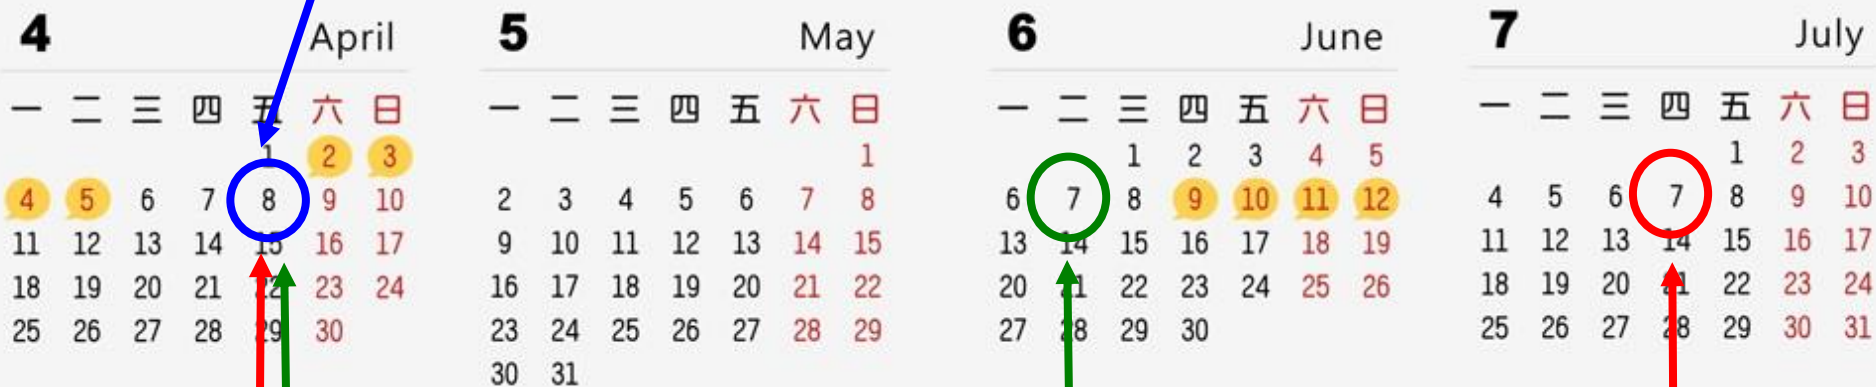 4 April
一 二 三 四 五 六 日
1 2 3
4 5 6 7 8 9 10
11 12 13 14 15 16 17
18 19 20 21 22 23 24
25 26 27 28 29 30
5 May
一 二 三 四 五 六 日
1
2 3 4 5 6 7 8
9 10 11 12 13 14 15
16 17 18 19 20 21 22
23 24 25 26 27 28 29
30 31
6 June
一 二 三 四 五 六 日
1 2 3 4 5
6 7 8 9 10 11 12
13 14 15 16 17 18 19
20 21 22 23 24 25 26
27 28 29 30
7 July
一 二 三 四 五 六 日
1 2 3
4 5 6 7 8 9 10
11 12 13 14 15 16 17
18 19 20 21 22 23 24
25 26 27 28 29 30 31